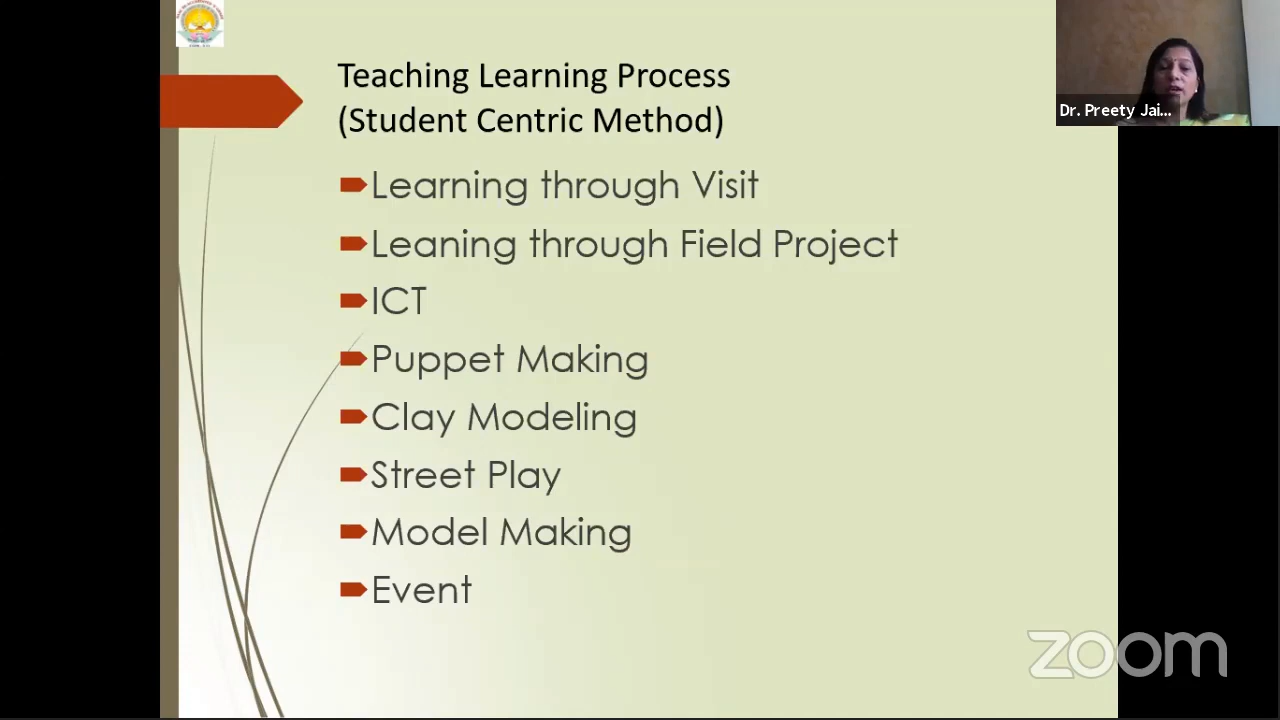 Teaching Learning Process
(Student Centric Method)
Learning through Visit
Leaning through Field Project
ICT
Puppet Making
Clay Modeling
Street Play
Model Making
Event
Dr. Preety Jai...
zoom